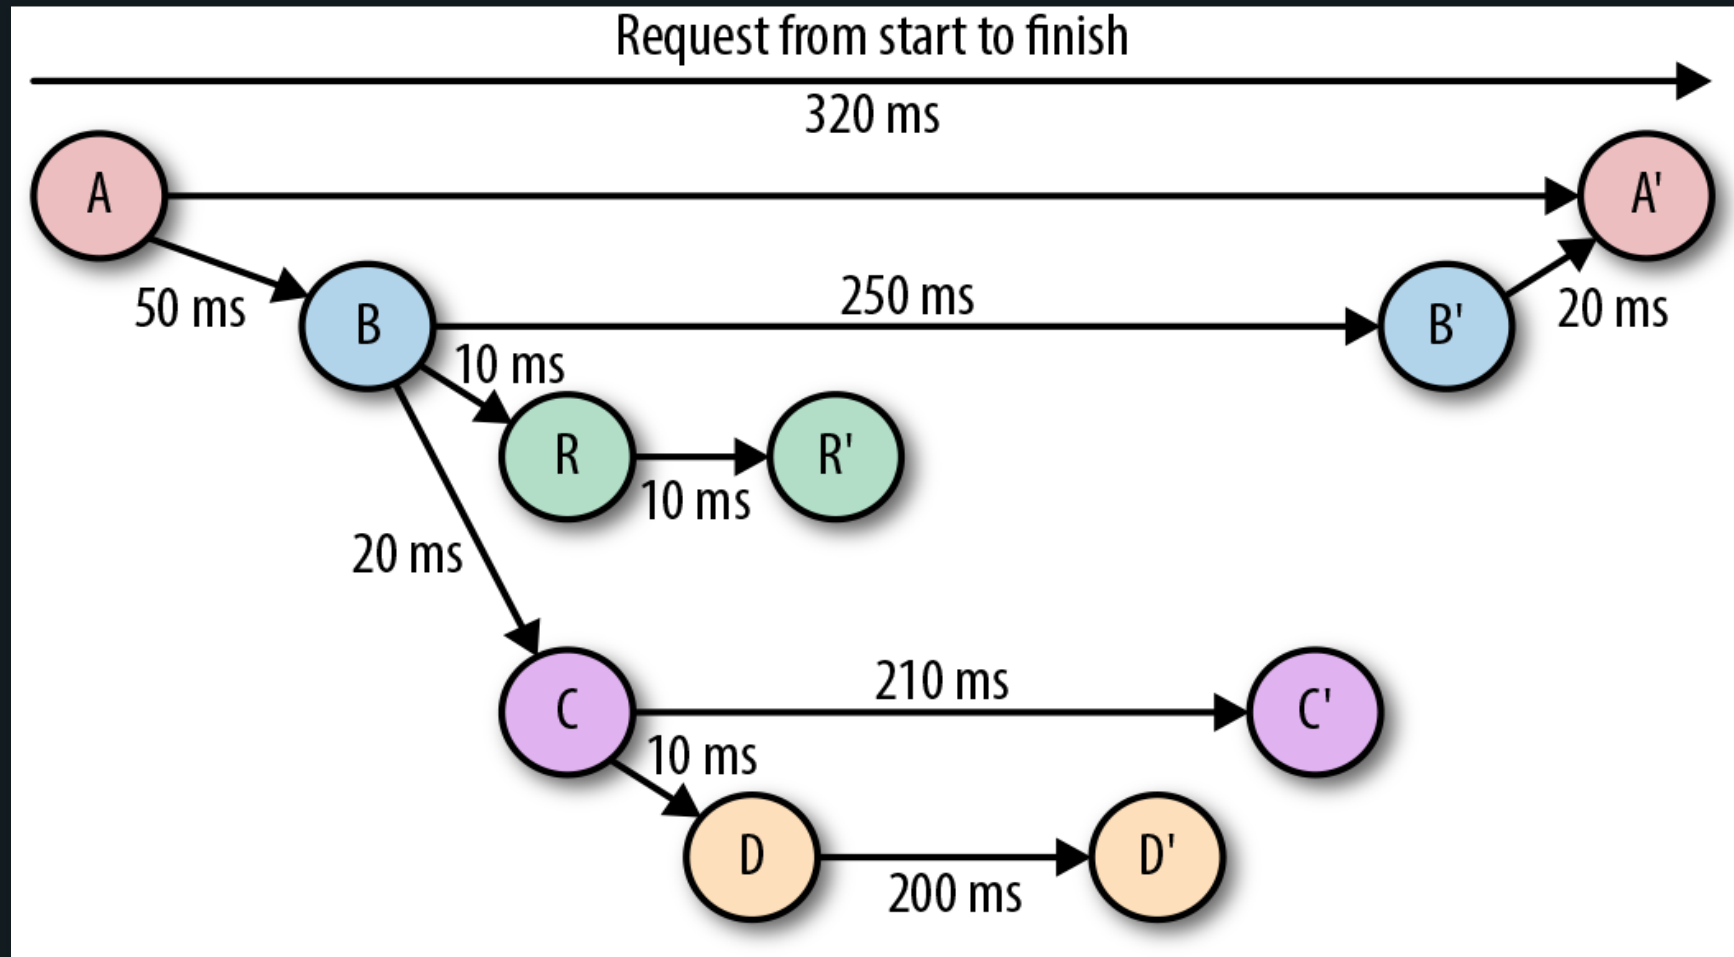 Request from start to finish
320 ms
A
A'
50 ms
B
250 ms
B'
20 ms
10 ms
R
R'
10 ms
20 ms
C
210 ms
C'
10 ms
D
D'
200 ms